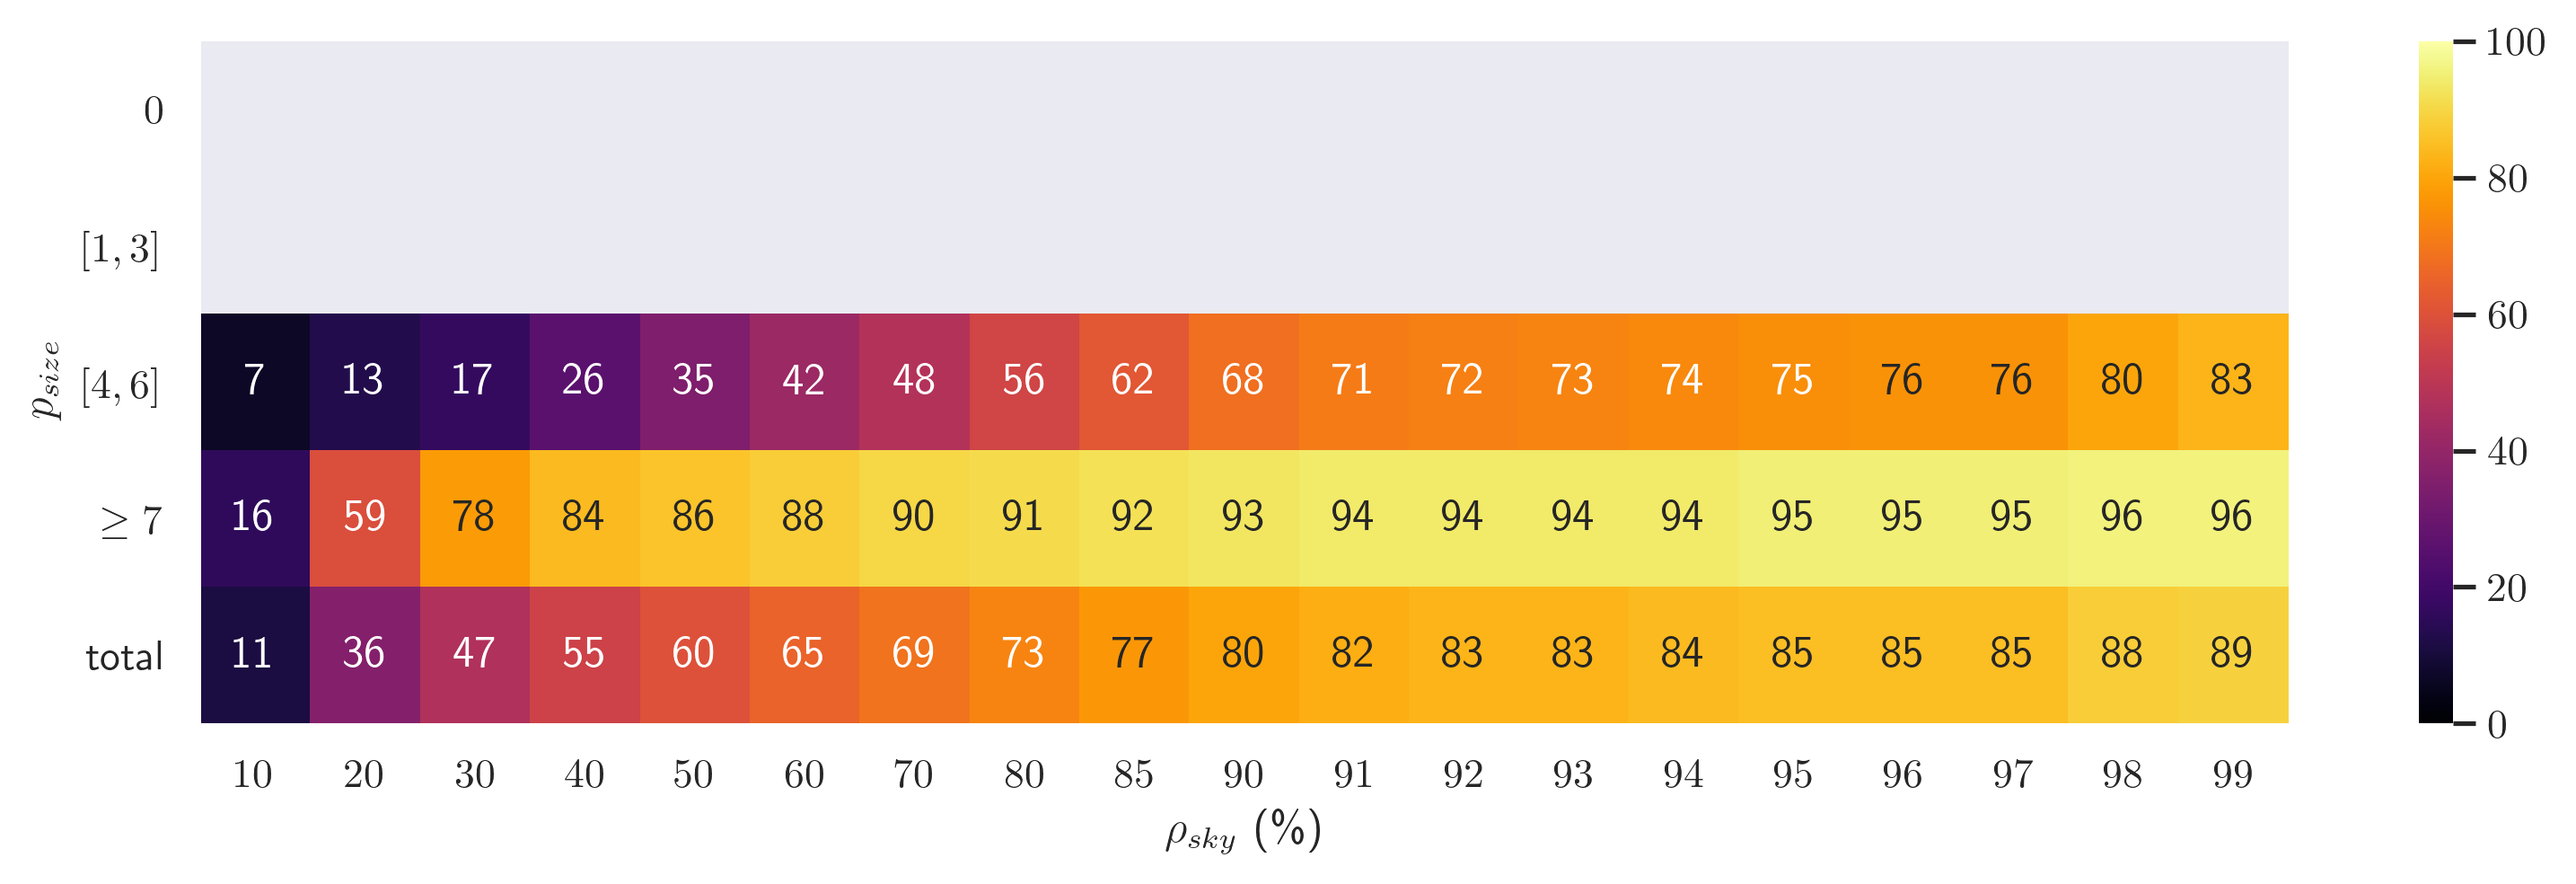 0
[1, 3]
[4, 6] 7 13 17 26 35 42 48 56 62 68 71 72 73 74 75 76 76 80 83
≥ 7 16 59 78 84 86 88 90 91 92 93 94 94 94 94 95 95 95 96 96
total 11 36 47 55 60 65 69 73 77 80 82 83 83 84 85 85 85 88 89
10 20 30 40 50 60 70 80 85 90 91 92 93 94 95 96 97 98 99
ρ_sky (%)
p_size
100
80
60
40
20
0